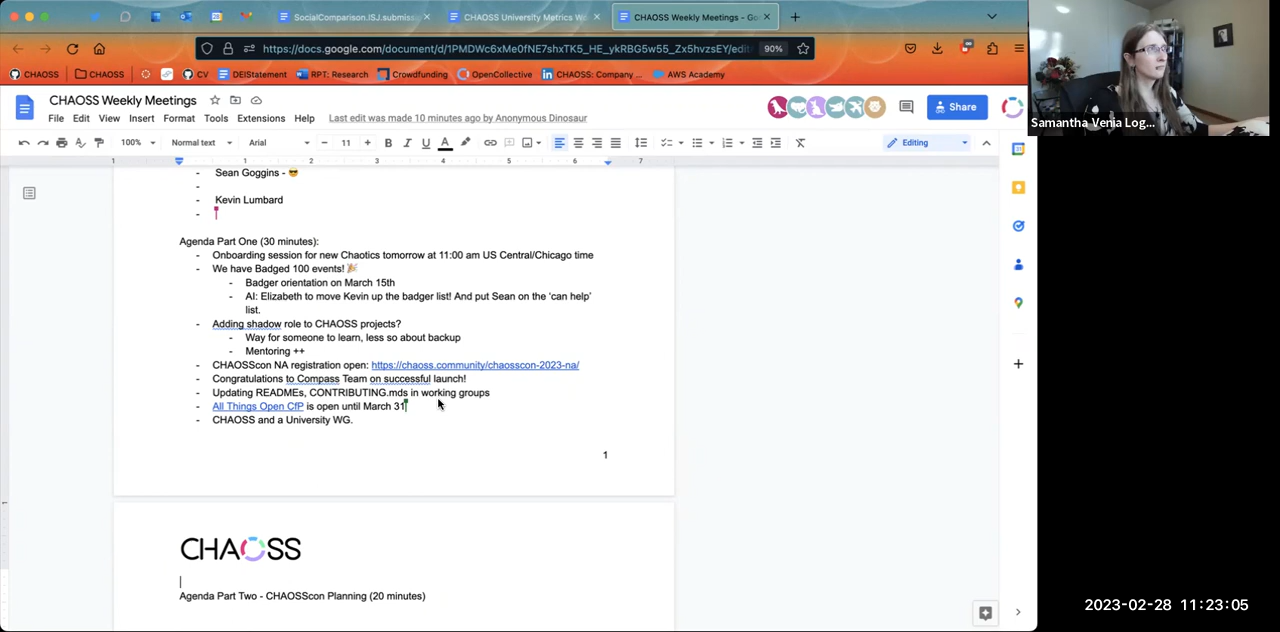 SocialComparison.ISJ.submiss
CHAOSS University Metrics Wo
CHAOSS Weekly Meetings - Go
https://docs.google.com/document/d/1PMDWc6xMe0fNE7shxTK5_HE_ykRBG5w55_Zx5hvzsEY/edit
90%
CHAOSS
CHAOSS
CV
DEIStatement
RPT: Research
Crowdfunding
OpenCollective
CHAOSS: Company ...
AWS Academy
CHAOSS Weekly Meetings
File Edit View Insert Format Tools Extensions Help Last edit was made 10 minutes ago by Anonymous Dinosaur
Share
Samantha Venia Log...
100% Normal text Arial 11 B I U A Editing
1 1 2 3 4 5 6 7
- Sean Goggins - 😎
-
- Kevin Lumbard
-
Agenda Part One (30 minutes):
- Onboarding session for new Chaotics tomorrow at 11:00 am US Central/Chicago time
- We have Badged 100 events! 🎉
- Badger orientation on March 15th
- AI: Elizabeth to move Kevin up the badger list! And put Sean on the 'can help'
list.
- Adding shadow role to CHAOSS projects?
- Way for someone to learn, less so about backup
- Mentoring ++
- CHAOSScon NA registration open: https://chaoss.community/chaosscon-2023-na/
- Congratulations to Compass Team on successful launch!
- Updating READMEs, CONTRIBUTING.mds in working groups
- All Things Open CfP is open until March 31
- CHAOSS and a University WG.
1
CHAOSS
Agenda Part Two - CHAOSScon Planning (20 minutes)
2023-02-28 11:23:05